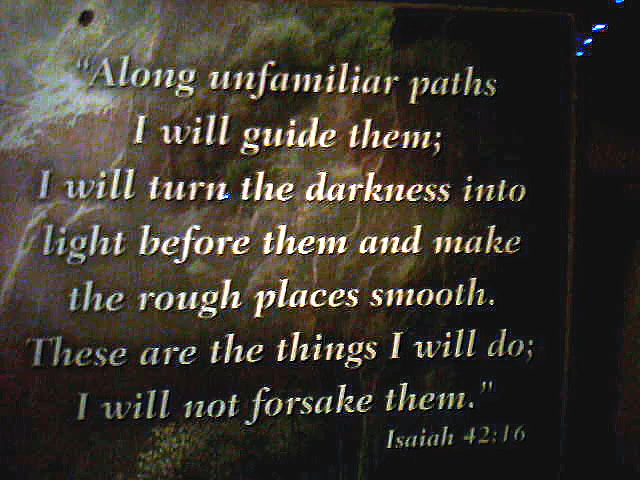 "Along unfamiliar paths
I will guide them;
I will turn the darkness into
light before them and make
the rough places smooth.
These are the things I will do;
I will not forsake them."
Isaiah 42:16